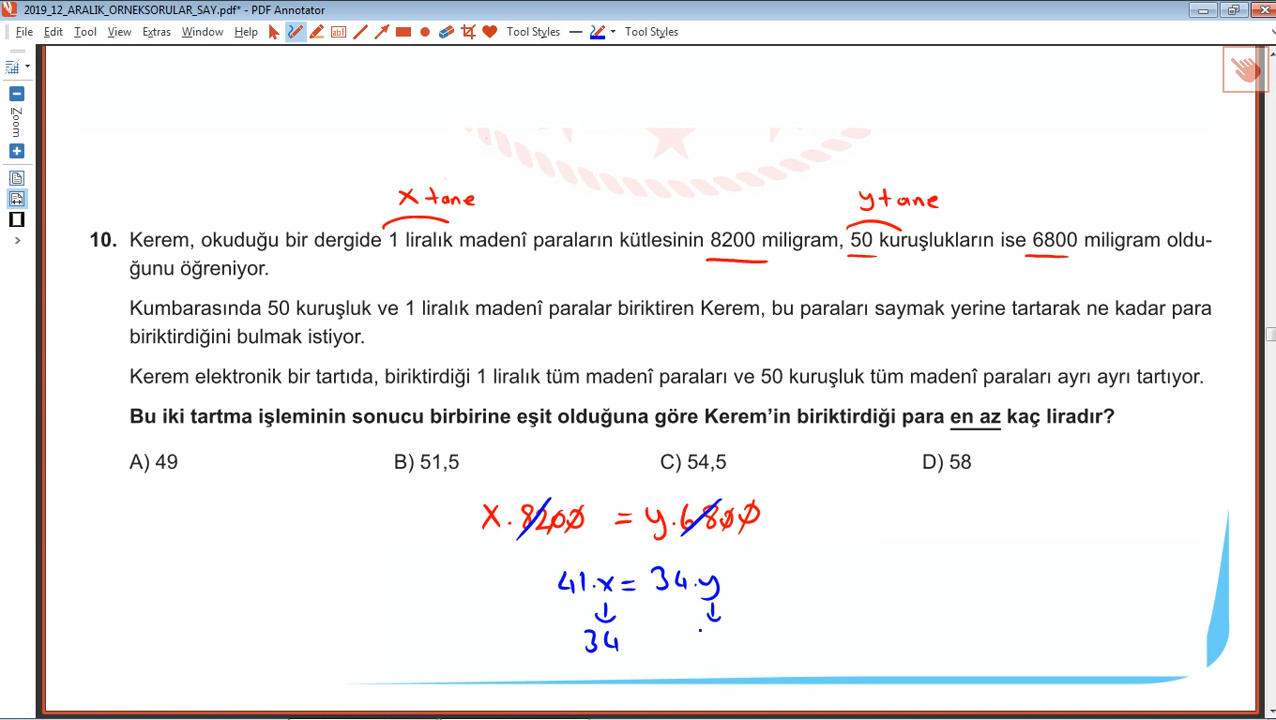 2019_12_ARALIK_ORNEKSORULAR_SAY.pdf* - PDF Annotator
File Edit Tool View Extras Window Help Tool Styles Tool Styles
Zoom
x tane y tane
10. Kerem, okuduğu bir dergide 1 liralık madenî paraların kütlesinin 8200 miligram, 50 kuruşlukların ise 6800 miligram oldu-
ğunu öğreniyor.
Kumbarasında 50 kuruşluk ve 1 liralık madenî paralar biriktiren Kerem, bu paraları saymak yerine tartarak ne kadar para
biriktirdiğini bulmak istiyor.
Kerem elektronik bir tartıda, biriktirdiği 1 liralık tüm madenî paraları ve 50 kuruşluk tüm madenî paraları ayrı ayrı tartıyor.
Bu iki tartma işleminin sonucu birbirine eşit olduğuna göre Kerem’in biriktirdiği para en az kaç liradır?
A) 49 B) 51,5 C) 54,5 D) 58
x . 8200 = y . 6800
41 . x = 34 . y
34